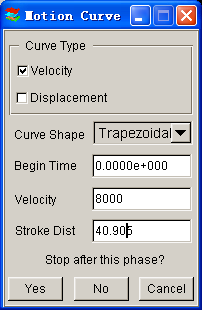 Motion Curve
Curve Type
Velocity
Displacement
Curve Shape Trapezoidal
Begin Time 0.0000e+000
Velocity 8000
Stroke Dist 40.905
Stop after this phase?
Yes No Cancel